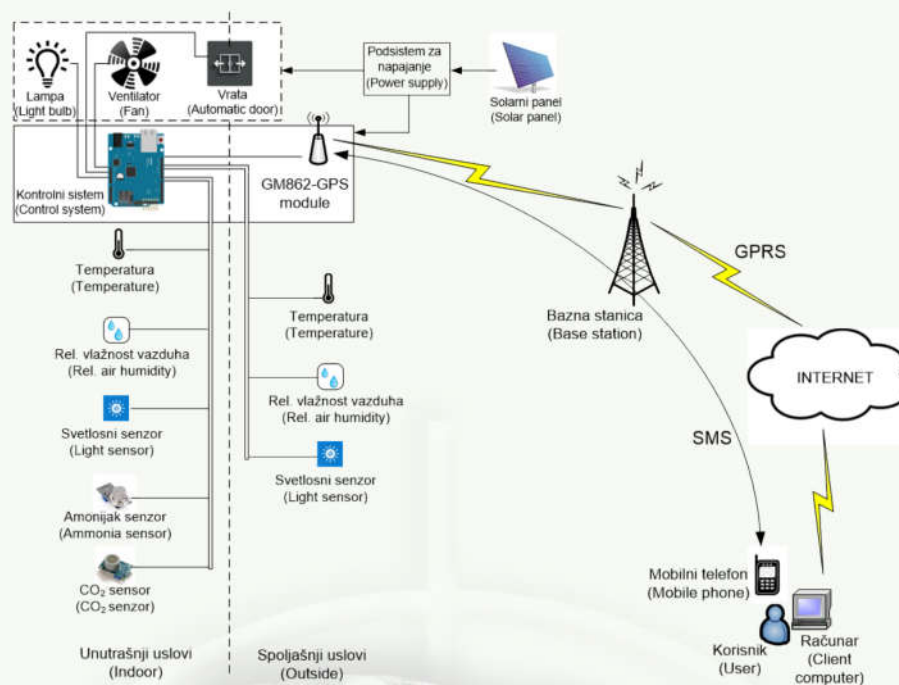 Lampa
(Light bulb)
Ventilator
(Fan)
Vrata
(Automatic door)
Podsistem za
napajanje
(Power supply)
Solarni panel
(Solar panel)
Kontrolni sistem
(Control system)
GM862-GPS
module
Temperatura
(Temperature)
Rel. vlažnost vazduha
(Rel. air humidity)
Svetlosni senzor
(Light sensor)
Amonijak senzor
(Ammonia sensor)
CO₂ sensor
(CO₂ senzor)
Temperatura
(Temperature)
Rel. vlažnost vazduha
(Rel. air humidity)
Svetlosni senzor
(Light sensor)
Bazna stanica
(Base station)
GPRS
INTERNET
SMS
Mobilni telefon
(Mobile phone)
Korisnik
(User)
Računar
(Client
computer)
Unutrašnji uslovi
(Indoor)
Spoljašnji uslovi
(Outside)